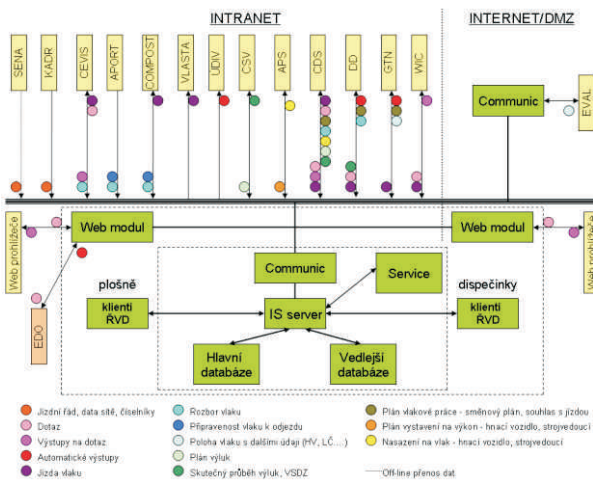 INTRANET
INTERNET/DMZ
SENA
KADR
CEVIS
APORT
COMPOST
VLASTA
UDIV
CSV
APS
CDS
DD
GTN
WIC
Communic
EVAL
Web prohlížeče
Web modul
Web modul
Web prohlížeče
Communic
Service
plošně
dispečinky
klienti
ŘVD
IS server
klienti
ŘVD
EDO
Hlavní
databáze
Vedlejší
databáze
Jízdní řád, data sítě, číselníky
Dotaz
Výstupy na dotaz
Automatické výstupy
Jízda vlaku
Rozbor vlaku
Připravenost vlaku k odjezdu
Poloha vlaku s dalšími údaji (HV, LČ....)
Plán výluk
Skutečný průběh výluk, VSDZ
Plán vlakové práce - směnový plán, souhlas s jízdou
Plán vystavení na výkon - hnací vozidlo, strojvedoucí
Nasazení na vlak - hnací vozidlo, strojvedoucí
Off-line přenos dat